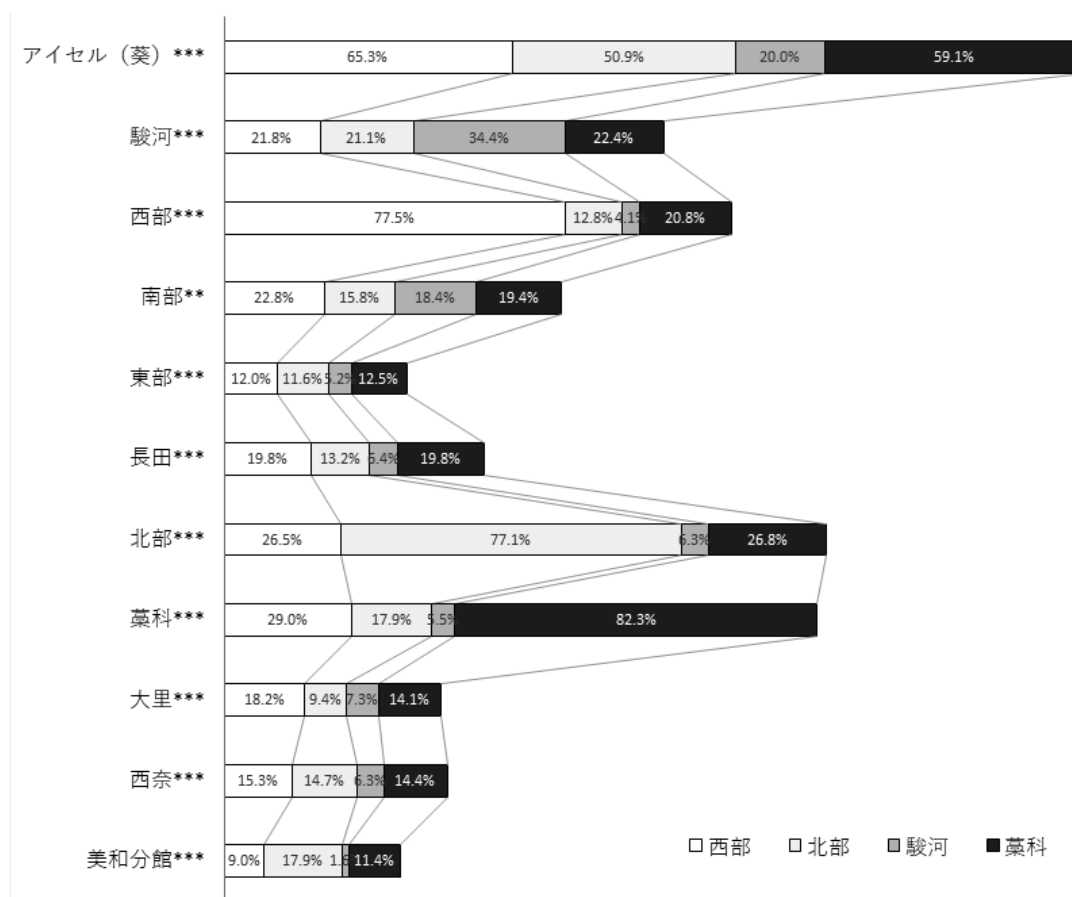 アイセル（葵）***
65.3% 50.9% 20.0% 59.1%
駿河***
21.8% 21.1% 34.4% 22.4%
西部***
77.5% 12.8% 4.1% 20.8%
南部**
22.8% 15.8% 18.4% 19.4%
東部***
12.0% 11.6% 5.2% 12.5%
長田***
19.8% 13.2% 6.4% 19.8%
北部***
26.5% 77.1% 6.3% 26.8%
藁科***
29.0% 17.9% 5.5% 82.3%
大里***
18.2% 9.4% 7.3% 14.1%
西奈***
15.3% 14.7% 6.3% 14.4%
美和分館***
9.0% 17.9% 1.6 11.4%
西部 北部 駿河 藁科